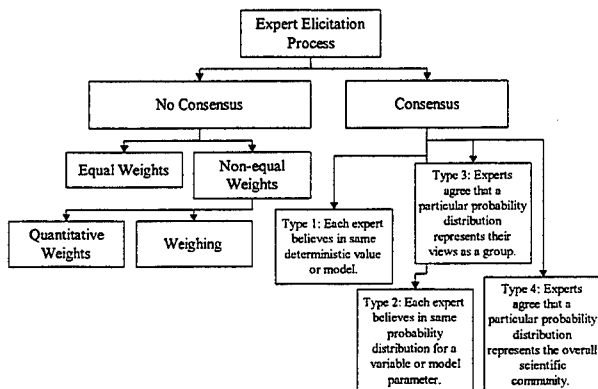 Expert Elicitation
Process
No Consensus
Consensus
Equal Weights
Non-equal
Weights
Quantitative
Weights
Weighing
Type 1: Each expert
believes in same
deterministic value
or model.
Type 3: Experts
agree that a
particular probability
distribution
represents their
views as a group.
Type 2: Each expert
believes in same
probability
distribution for a
variable or model
parameter.
Type 4: Experts
agree that a
particular probability
distribution
represents the overall
scientific
community.